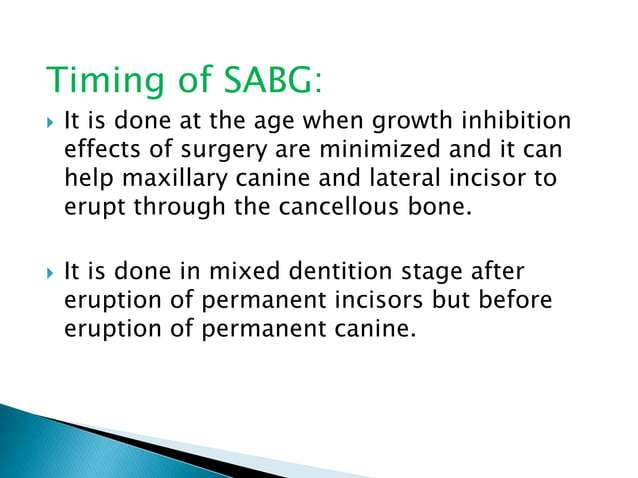 Timing of SABG:
It is done at the age when growth inhibition
effects of surgery are minimized and it can
help maxillary canine and lateral incisor to
erupt through the cancellous bone.
It is done in mixed dentition stage after
eruption of permanent incisors but before
eruption of permanent canine.